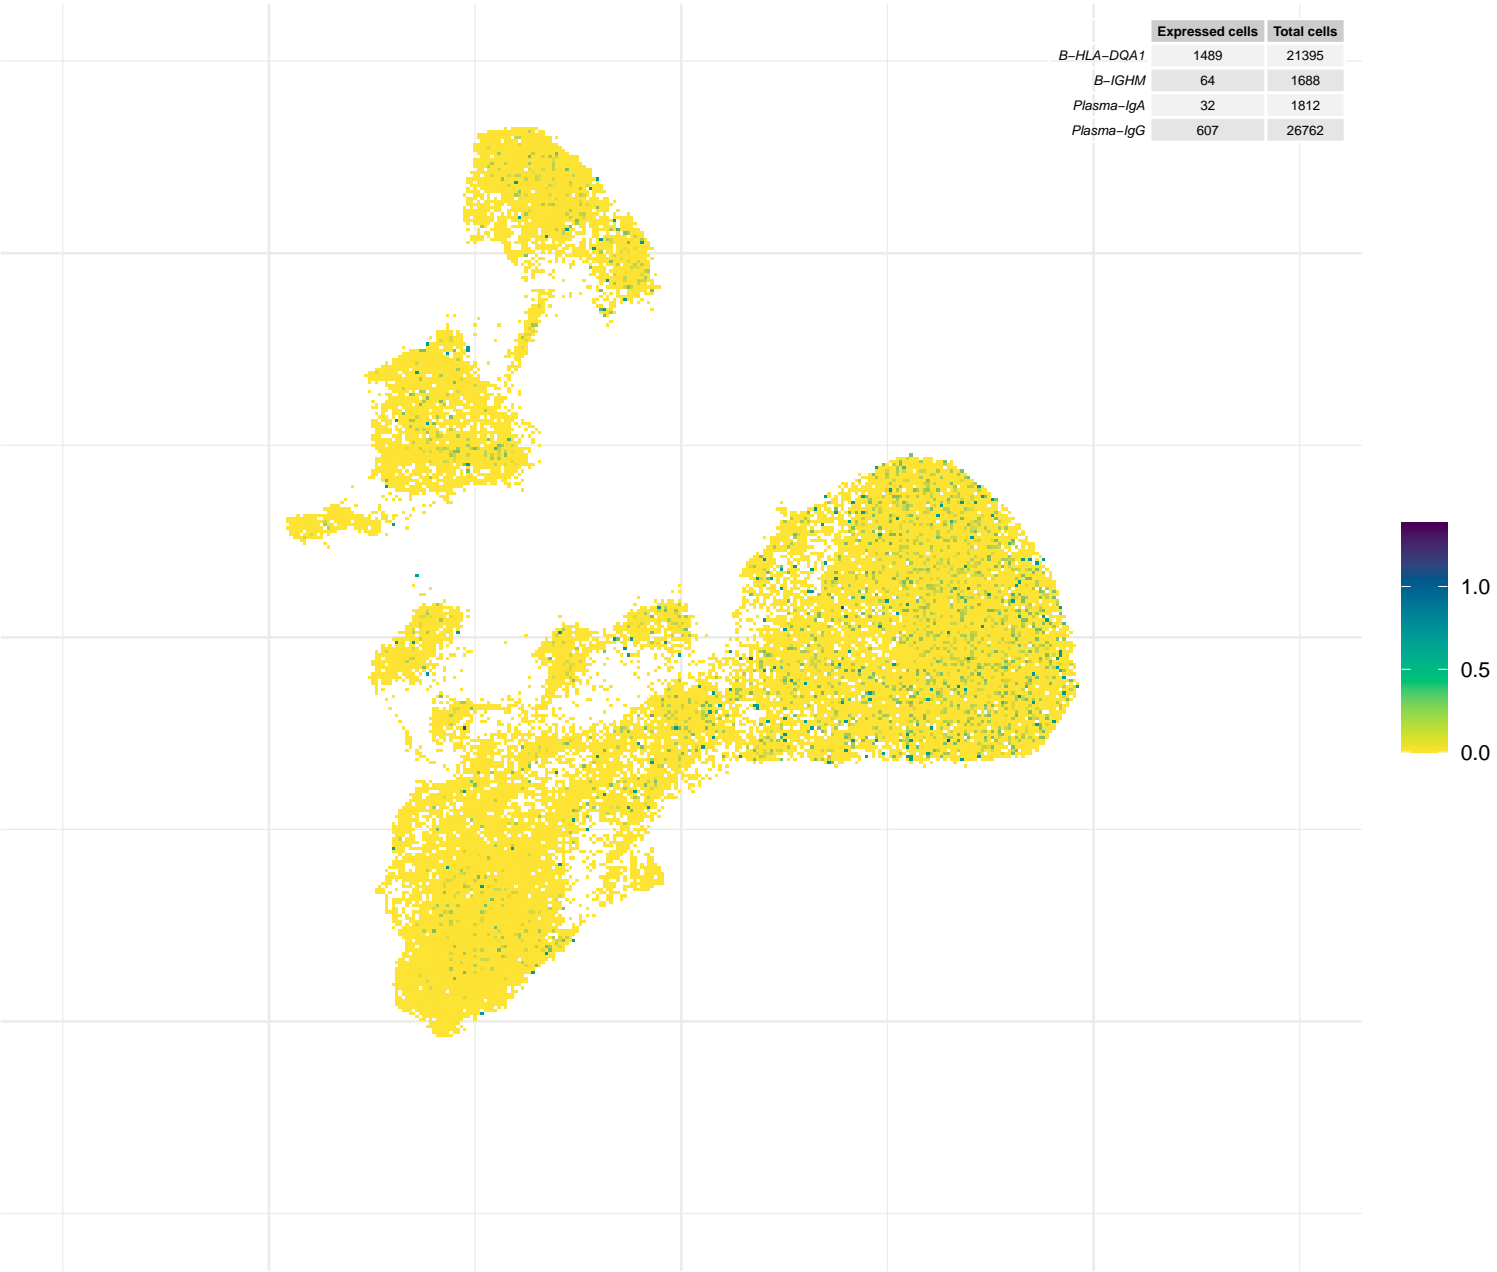 Expressed cells Total cells
B−HLA−DQA1 1489 21395
B−IGHM 64 1688
Plasma−IgA 32 1812
Plasma−IgG 607 26762
1.0
0.5
0.0